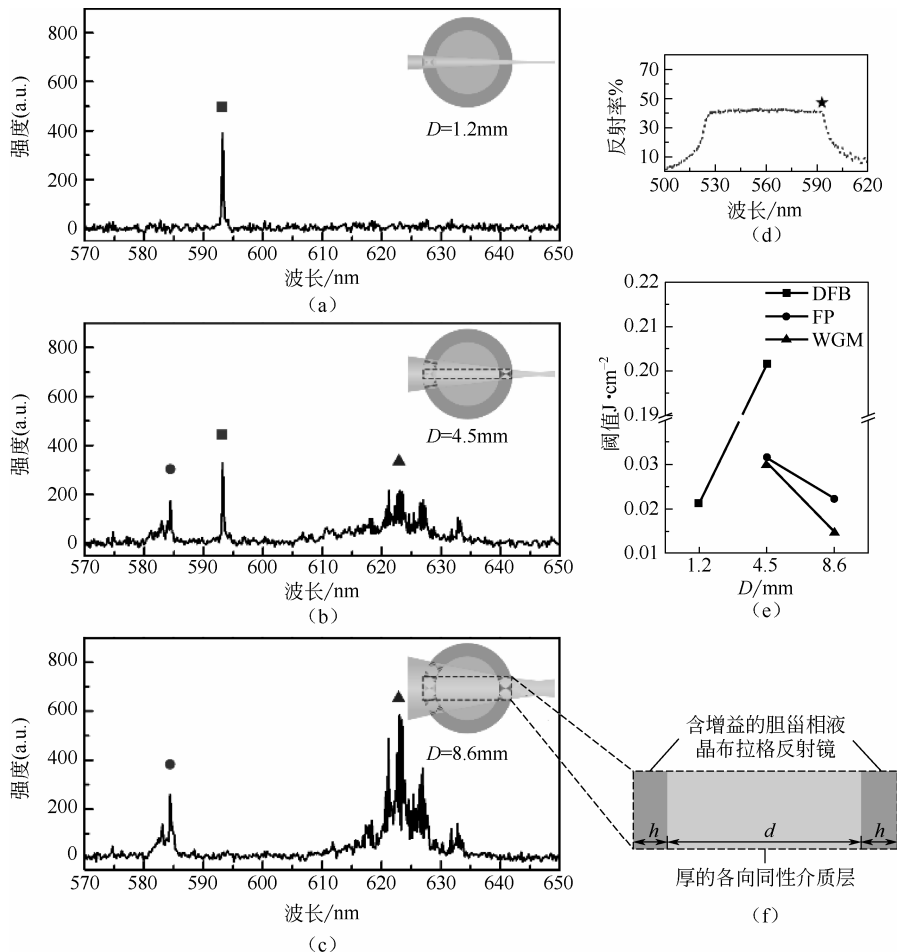 800
600
400
200
0
强度(a.u.)
D=1.2mm
570 580 590 600 610 620 630 640 650
波长/nm
（a）
800
600
400
200
0
强度(a.u.)
D=4.5mm
570 580 590 600 610 620 630 640 650
波长/nm
（b）
800
600
400
200
0
强度(a.u.)
D=8.6mm
570 580 590 600 610 620 630 640 650
波长/nm
（c）
70
50
30
10
反射率%
500 530 560 590 620
波长/nm
（d）
0.22
0.21
0.20
0.19
0.03
0.01
阈值J·cm⁻²
DFB
FP
WGM
1.2 4.5 8.6
D/mm
（e）
含增益的胆甾相液
晶布拉格反射镜
h d h
厚的各向同性介质层
（f）